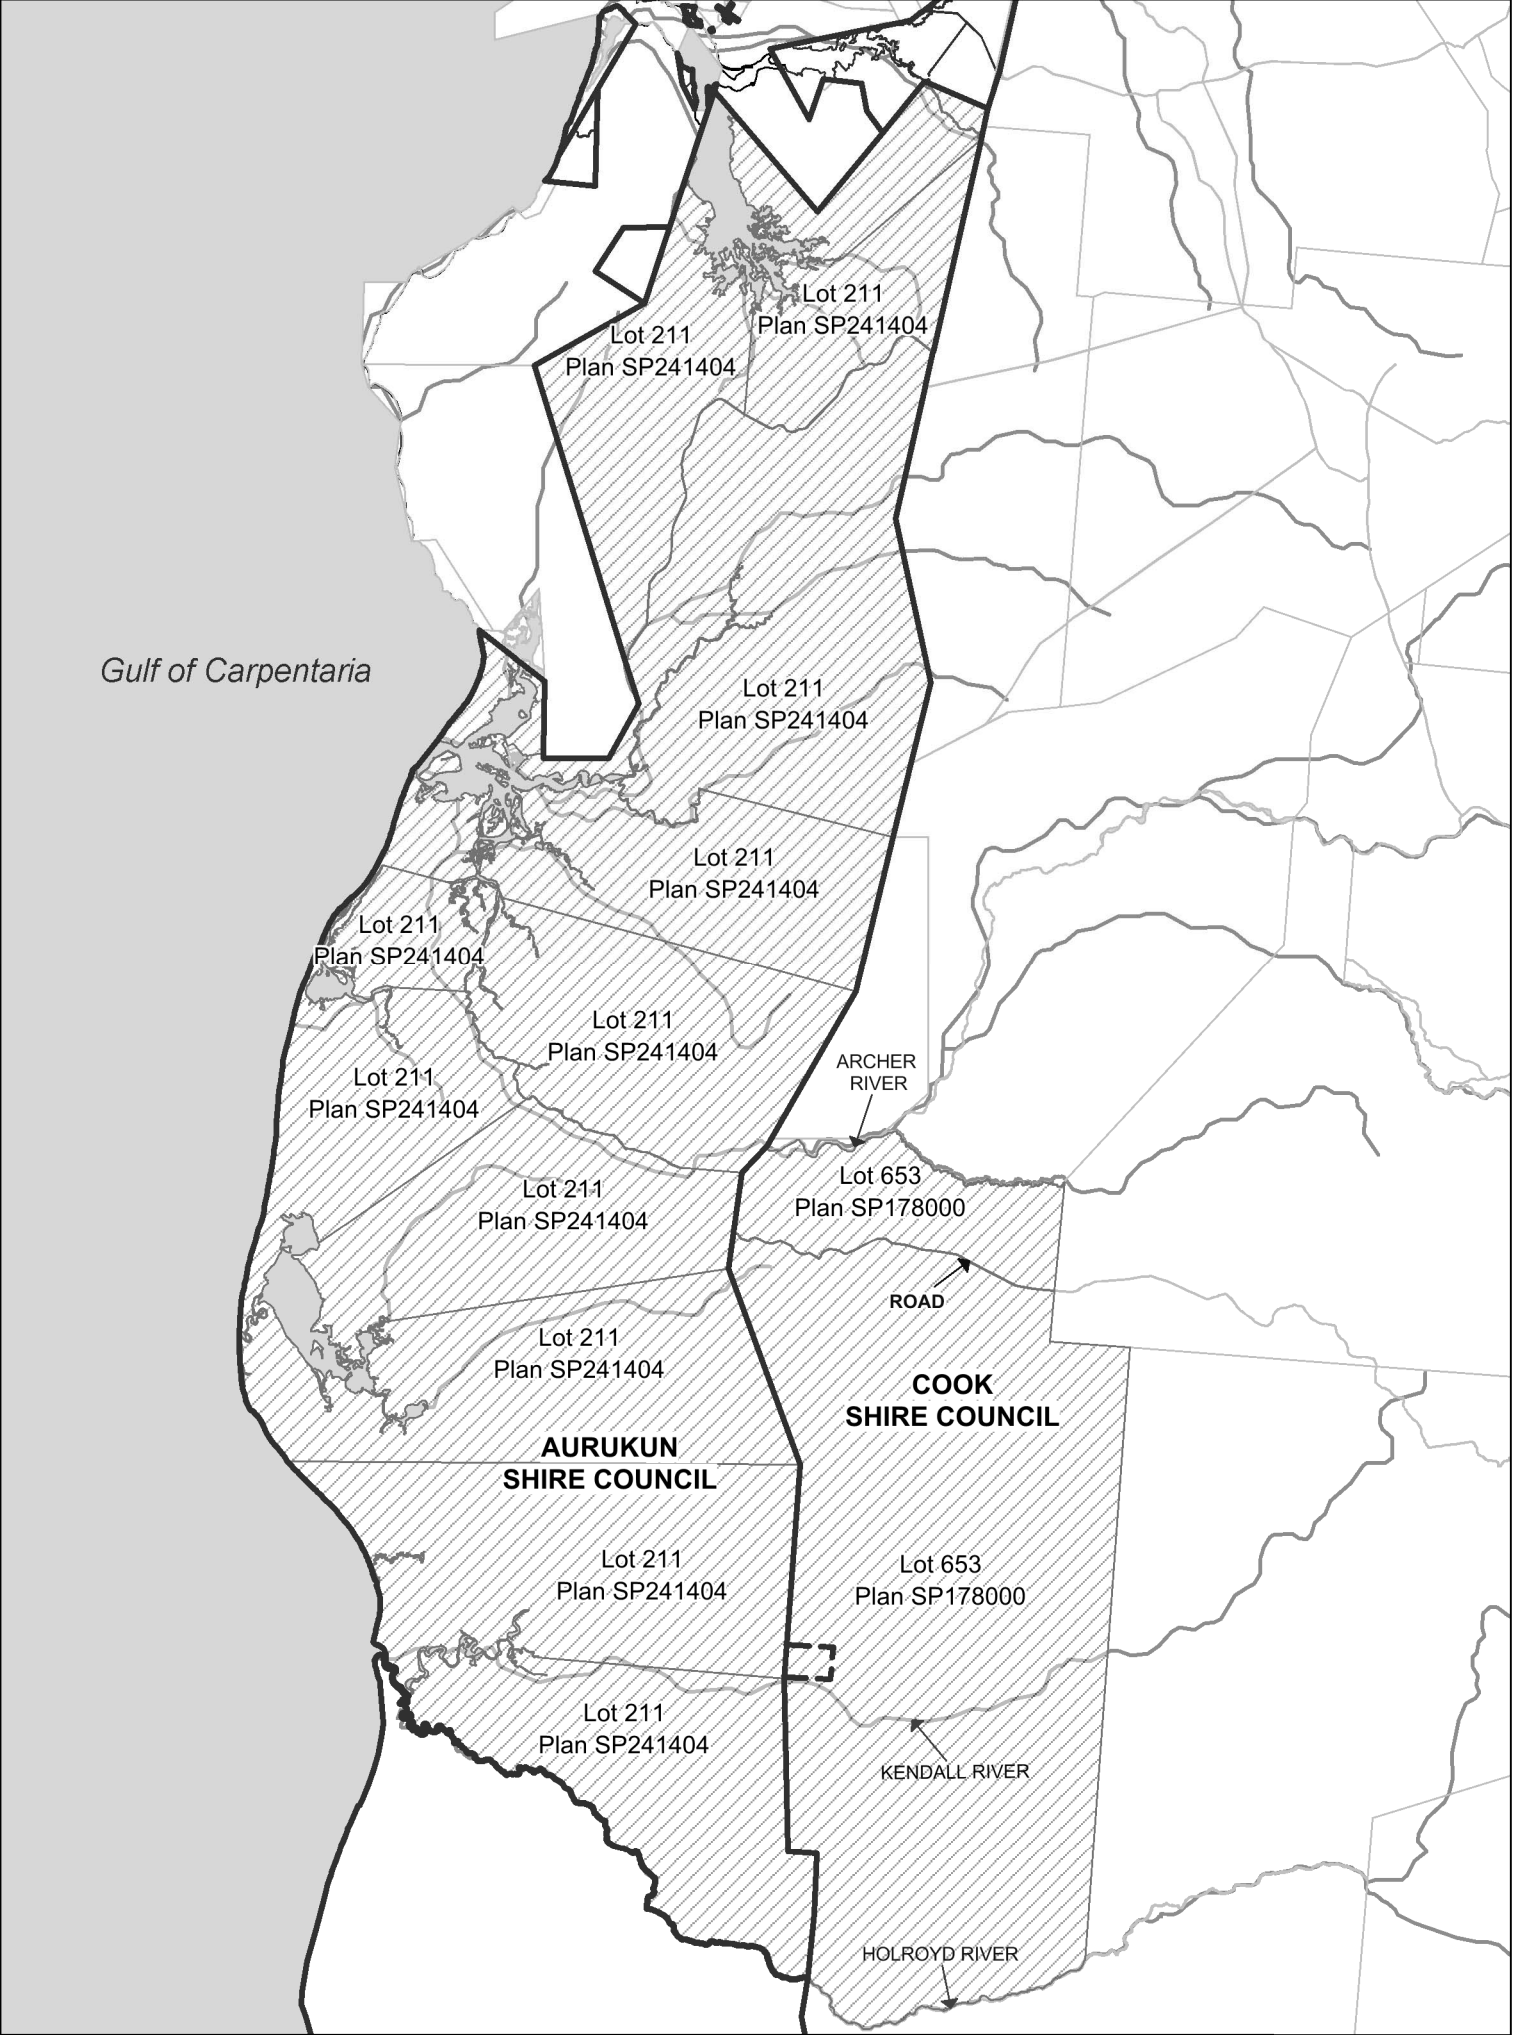 Lot 211
Plan SP241404
Lot 211
Plan SP241404
Gulf of Carpentaria
Lot 211
Plan SP241404
Lot 211
Plan SP241404
Lot 211
Plan SP241404
Lot 211
Plan SP241404
ARCHER
RIVER
Lot 211
Plan SP241404
Lot 653
Plan SP178000
Lot 211
Plan SP241404
ROAD
Lot 211
Plan SP241404
COOK
SHIRE COUNCIL
AURUKUN
SHIRE COUNCIL
Lot 211
Plan SP241404
Lot 653
Plan SP178000
Lot 211
Plan SP241404
KENDALL RIVER
HOLROYD RIVER